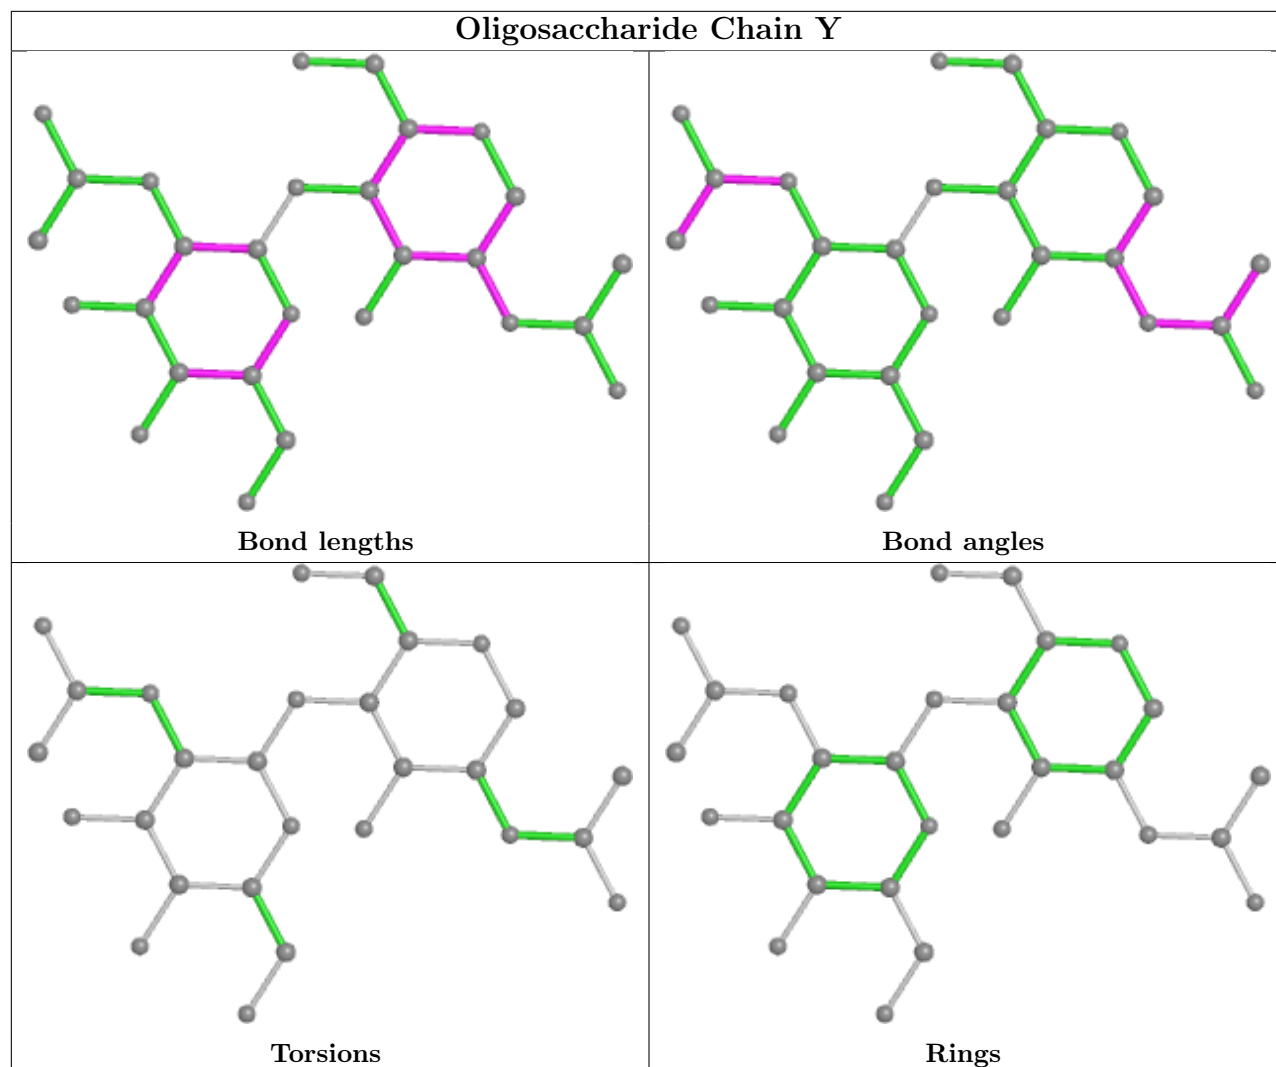 Oligosaccharide Chain Y
Bond lengths
Bond angles
Torsions
Rings